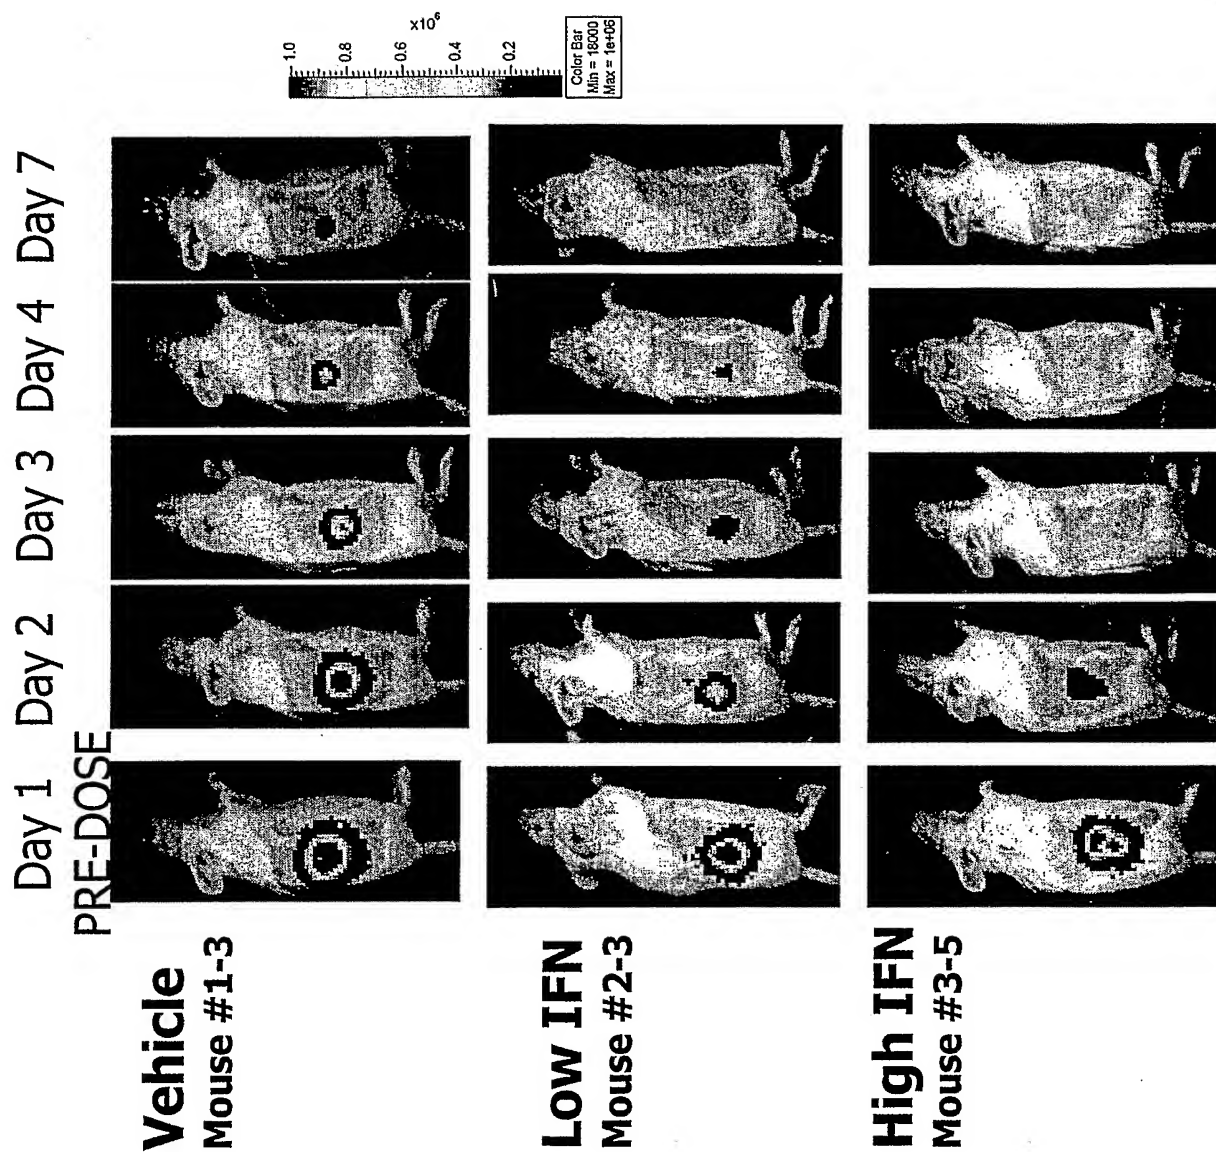 Day 1
PRE-DOSE
Day 2
Day 3
Day 4
Day 7
Vehicle
Mouse #1-3
Low IFN
Mouse #2-3
High IFN
Mouse #3-5
x10⁶
1.0
0.8
0.6
0.4
0.2
Color Bar
Min = 18000
Max = 1e+06